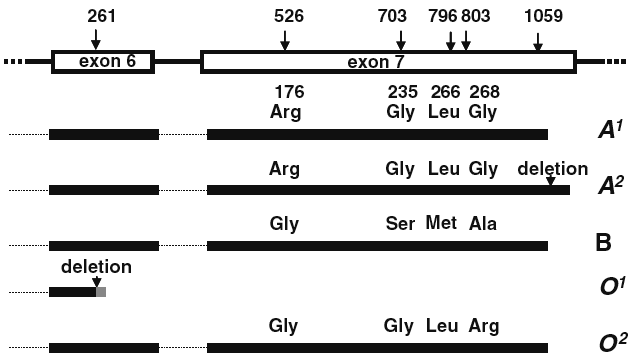 261 526 703 796 803 1059
exon 6 exon 7
176 235 266 268
Arg Gly Leu Gly
A1
Arg Gly Leu Gly deletion
A2
Gly Ser Met Ala
B
deletion
O1
Gly Gly Leu Arg
O2